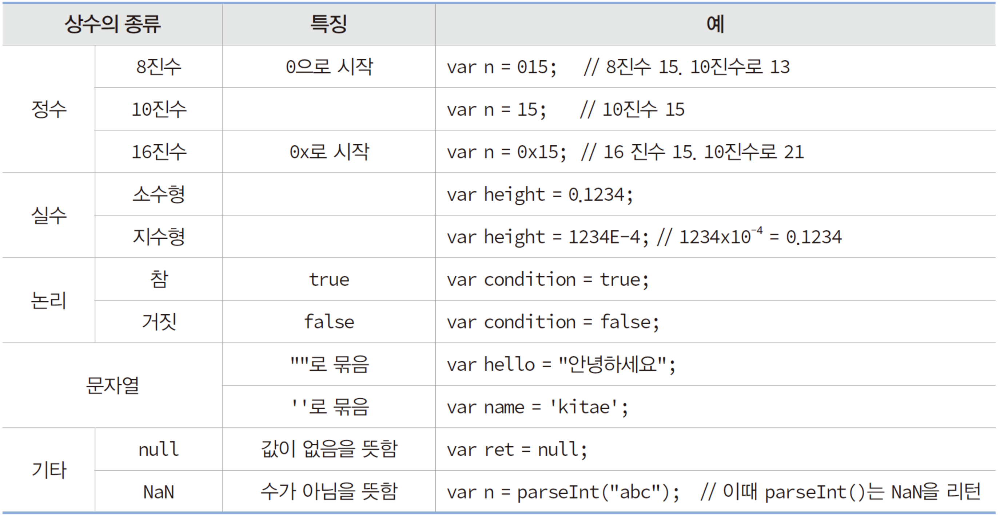 상수의 종류 특징 예
정수
8진수 0으로 시작 var n = 015; // 8진수 15. 10진수로 13
10진수 var n = 15; // 10진수 15
16진수 0x로 시작 var n = 0x15; // 16 진수 15. 10진수로 21
실수
소수형 var height = 0.1234;
지수형 var height = 1234E-4; // 1234x10⁻⁴ = 0.1234
논리
참 true var condition = true;
거짓 false var condition = false;
문자열
""로 묶음 var hello = "안녕하세요";
''로 묶음 var name = 'kitae';
기타
null 값이 없음을 뜻함 var ret = null;
NaN 수가 아님을 뜻함 var n = parseInt("abc"); // 이때 parseInt()는 NaN을 리턴